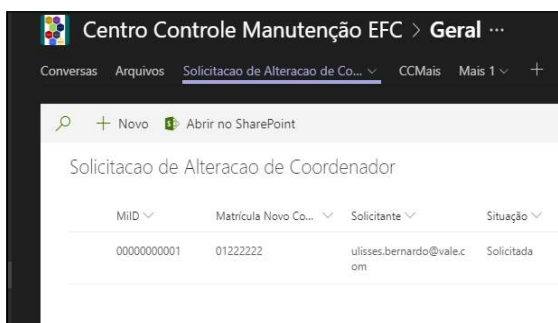 Centro Controle Manutenção EFC > Geral ...
Conversas Arquivos Solicitacao de Alteracao de Co... CCMais Mais 1 +
+ Novo Abrir no SharePoint
Solicitacao de Alteracao de Coordenador
MilD Matrícula Novo Co... Solicitante Situação
00000000001 01222222 ulisses.bernardo@vale.c Solicitada
om